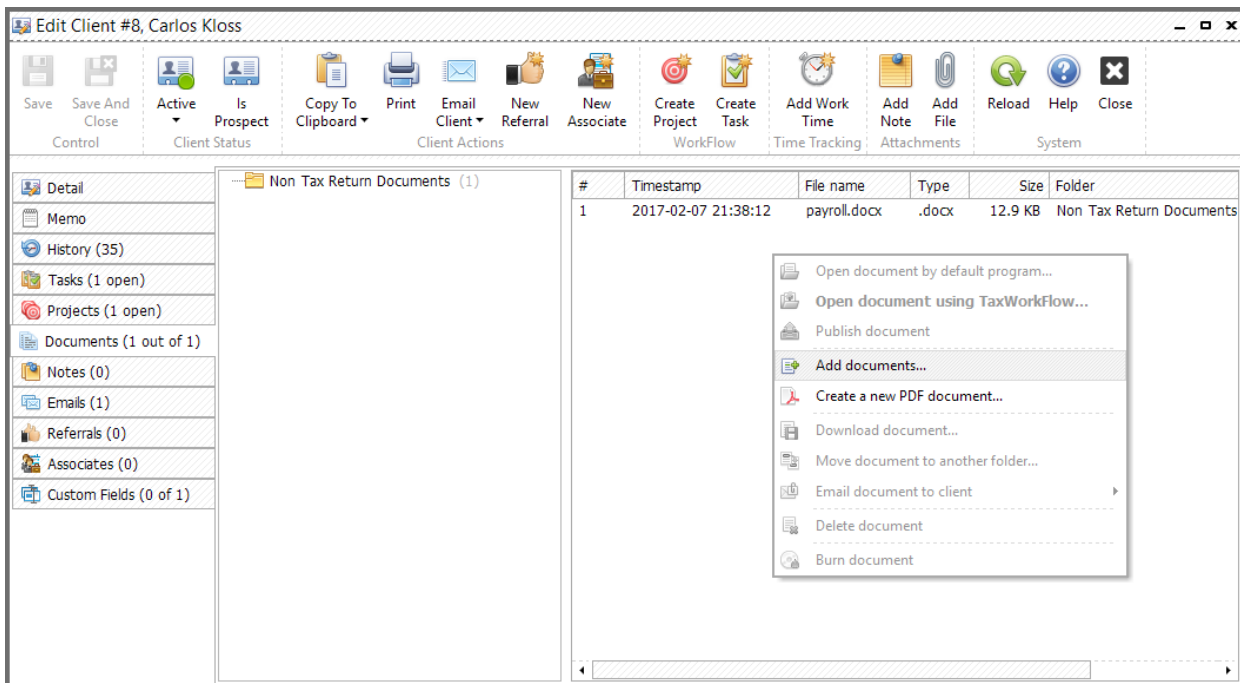 Edit Client #8, Carlos Kloss
Save
Save And Close
Control
Active
Is Prospect
Client Status
Copy To Clipboard
Print
Email Client
New Referral
New Associate
Client Actions
Create Project
Create Task
WorkFlow
Add Work Time
Time Tracking
Add Note
Add File
Attachments
Reload
Help
Close
System
Detail
Memo
History (35)
Tasks (1 open)
Projects (1 open)
Documents (1 out of 1)
Notes (0)
Emails (1)
Referrals (0)
Associates (0)
Custom Fields (0 of 1)
Non Tax Return Documents (1)
# Timestamp File name Type Size Folder
1 2017-02-07 21:38:12 payroll.docx .docx 12.9 KB Non Tax Return Documents
Open document by default program...
Open document using TaxWorkFlow...
Publish document
Add documents...
Create a new PDF document...
Download document...
Move document to another folder...
Email document to client
Delete document
Burn document